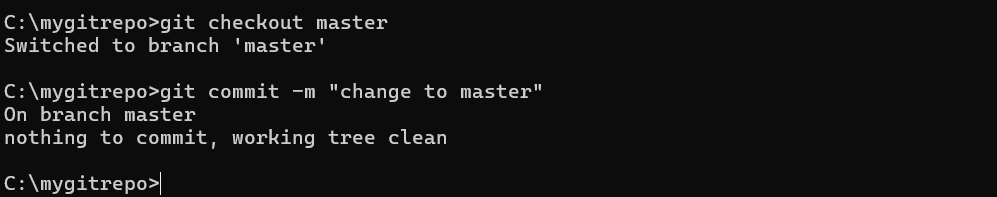 C:\mygitrepo>git checkout master
Switched to branch 'master'
C:\mygitrepo>git commit -m "change to master"
On branch master
nothing to commit, working tree clean
C:\mygitrepo>